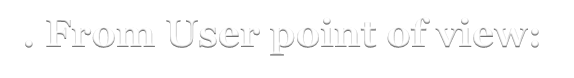 . From User point of view: